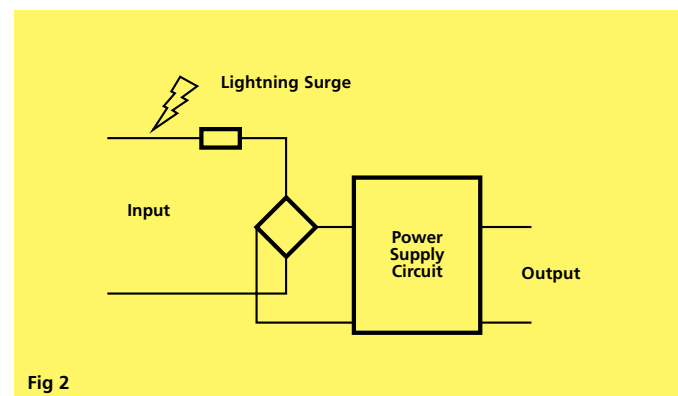 Lightning Surge
Input
Power
Supply
Circuit
Output
Fig 2